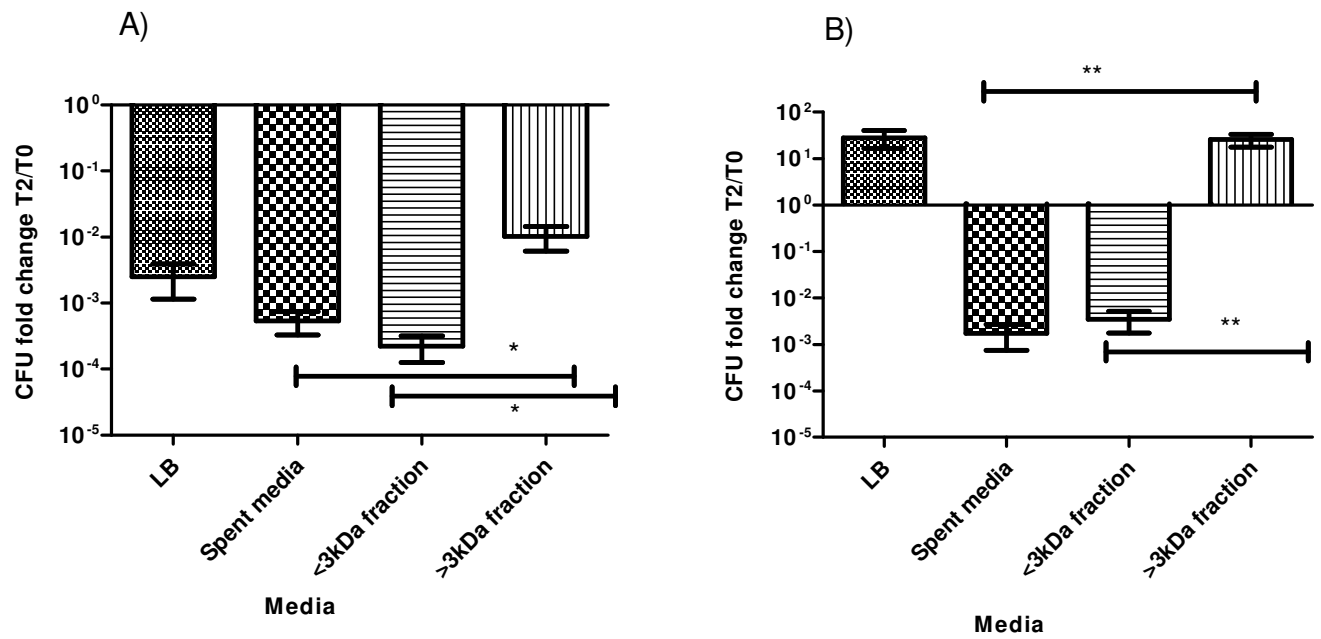 A)
CFU fold change T2/T0
10⁰
10⁻¹
10⁻²
10⁻³
10⁻⁴
10⁻⁵
*
*
LB
Spent media
<3kDa fraction
>3kDa fraction
Media
B)
**
CFU fold change T2/T0
10²
10¹
10⁰
10⁻¹
10⁻²
10⁻³
10⁻⁴
10⁻⁵
**
LB
Spent media
<3kDa fraction
>3kDa fraction
Media